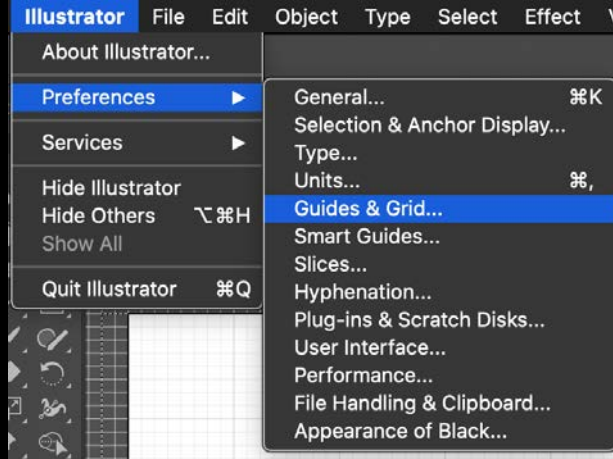 Illustrator File Edit Object Type Select Effect
About Illustrator...
Preferences ▶
Services ▶
Hide Illustrator
Hide Others ⌥⌘H
Show All
Quit Illustrator ⌘Q
General... ⌘K
Selection & Anchor Display...
Type...
Units... ⌘,
Guides & Grid...
Smart Guides...
Slices...
Hyphenation...
Plug-ins & Scratch Disks...
User Interface...
Performance...
File Handling & Clipboard...
Appearance of Black...